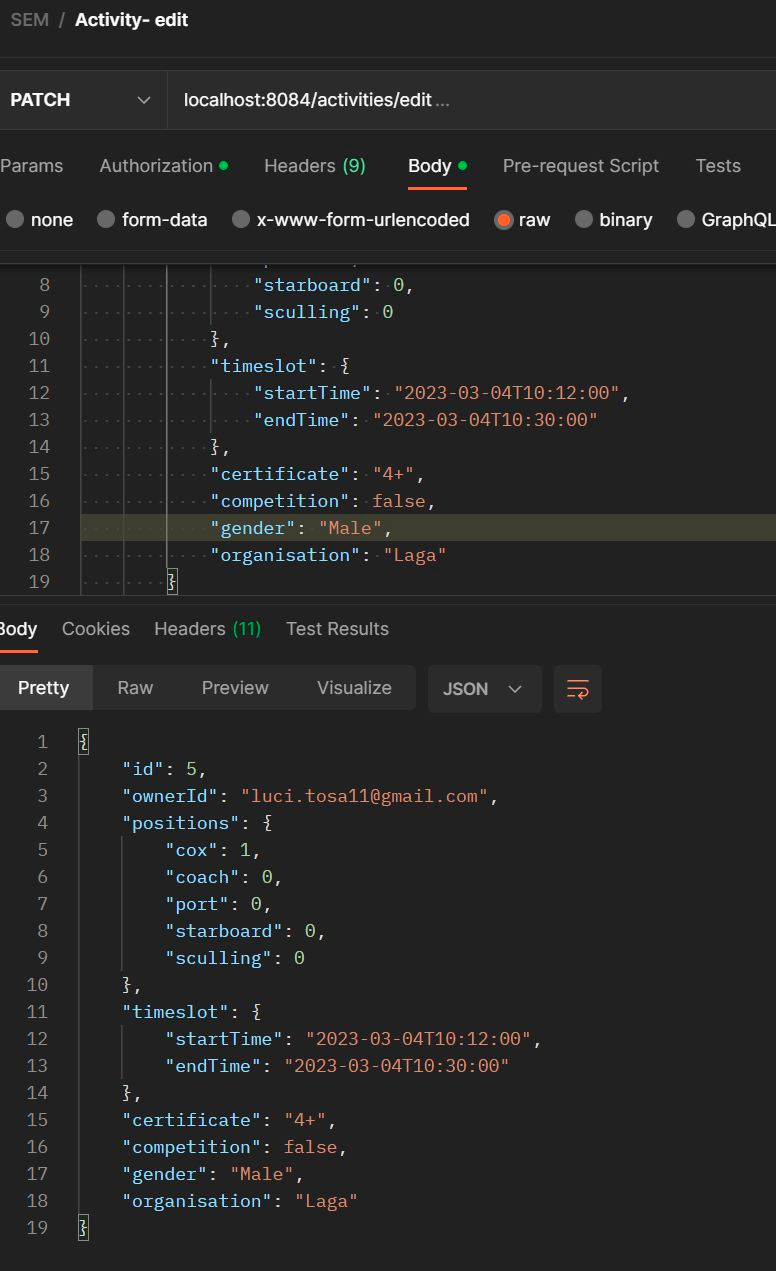 SEM / Activity- edit
PATCH localhost:8084/activities/edit ...
Params Authorization Headers (9) Body Pre-request Script Tests
none form-data x-www-form-urlencoded raw binary GraphQL
8 "starboard": 0,
9 "sculling": 0
10 },
11 "timeslot": {
12 "startTime": "2023-03-04T10:12:00",
13 "endTime": "2023-03-04T10:30:00"
14 },
15 "certificate": "4+",
16 "competition": false,
17 "gender": "Male",
18 "organisation": "Laga"
19 }
Body Cookies Headers (11) Test Results
Pretty Raw Preview Visualize JSON
1 {
2 "id": 5,
3 "ownerId": "luci.tosa11@gmail.com",
4 "positions": {
5 "cox": 1,
6 "coach": 0,
7 "port": 0,
8 "starboard": 0,
9 "sculling": 0
10 },
11 "timeslot": {
12 "startTime": "2023-03-04T10:12:00",
13 "endTime": "2023-03-04T10:30:00"
14 },
15 "certificate": "4+",
16 "competition": false,
17 "gender": "Male",
18 "organisation": "Laga"
19 }